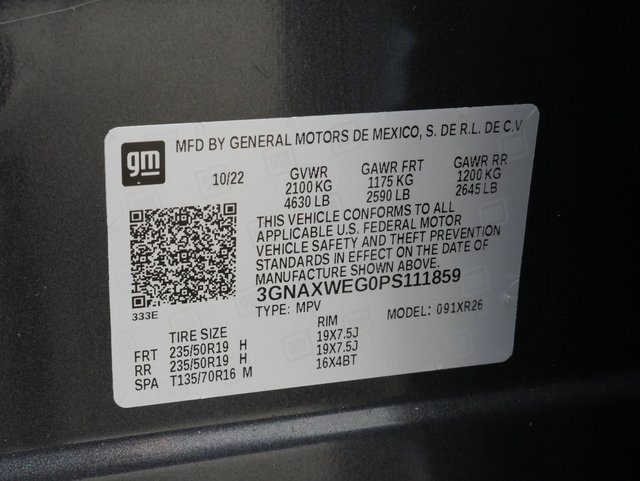 gm
MFD BY GENERAL MOTORS DE MEXICO, S. DE R.L. DE C.V
10/22 GVWR GAWR FRT GAWR RR
2100 KG 1175 KG 1200 KG
4630 LB 2590 LB 2645 LB
THIS VEHICLE CONFORMS TO ALL
APPLICABLE U.S. FEDERAL MOTOR
VEHICLE SAFETY AND THEFT PREVENTION
STANDARDS IN EFFECT ON THE DATE OF
MANUFACTURE SHOWN ABOVE.
3GNAXWEG0PS111859
333E
TYPE: MPV MODEL: 091XR26
TIRE SIZE RIM
FRT 235/50R19 H 19X7.5J
RR 235/50R19 H 19X7.5J
SPA T135/70R16 M 16X4BT